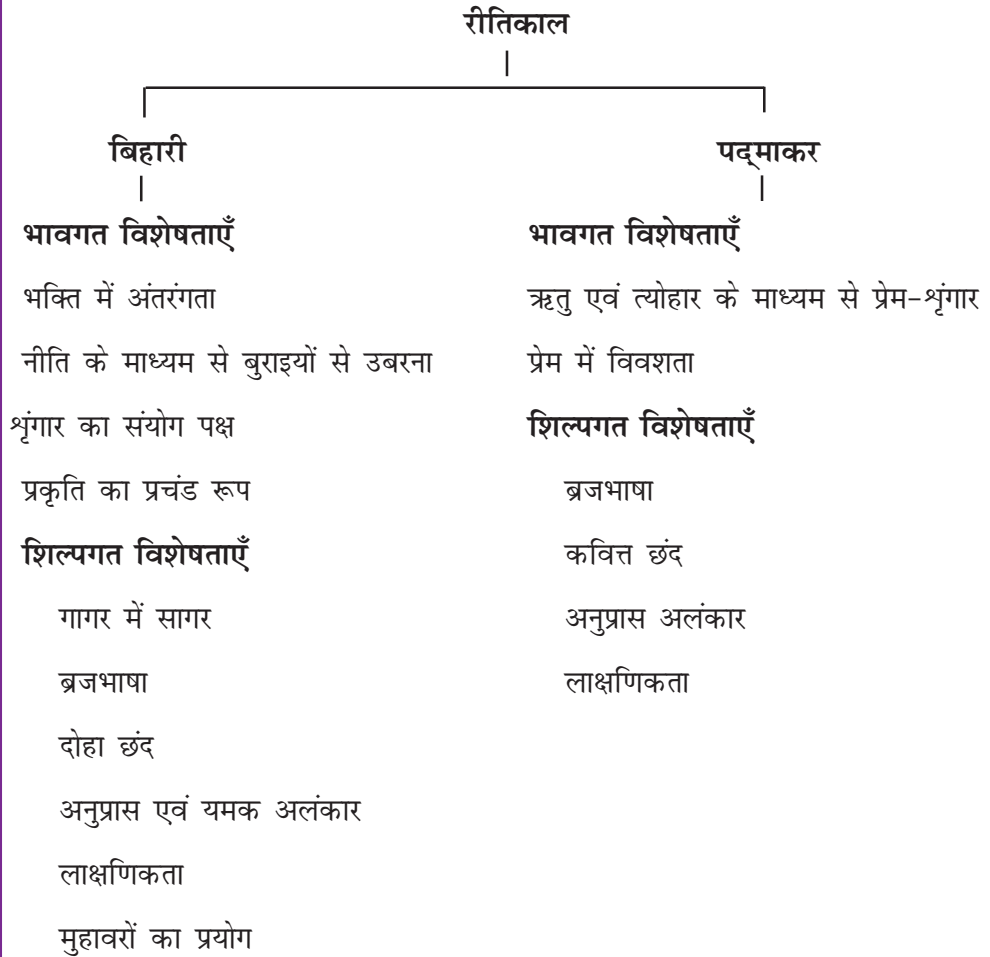 रीतिकाल
बिहारी
भावगत विशेषताएँ
भक्ति में अंतरंगता
नीति के माध्यम से बुराइयों से उबरना
शृंगार का संयोग पक्ष
प्रकृति का प्रचंड रूप
शिल्पगत विशेषताएँ
गागर में सागर
ब्रजभाषा
दोहा छंद
अनुप्रास एवं यमक अलंकार
लाक्षणिकता
मुहावरों का प्रयोग
पद्‌माकर
भावगत विशेषताएँ
ऋतु एवं त्योहार के माध्यम से प्रेम-शृंगार
प्रेम में विवशता
शिल्पगत विशेषताएँ
ब्रजभाषा
कवित्त छंद
अनुप्रास अलंकार
लाक्षणिकता